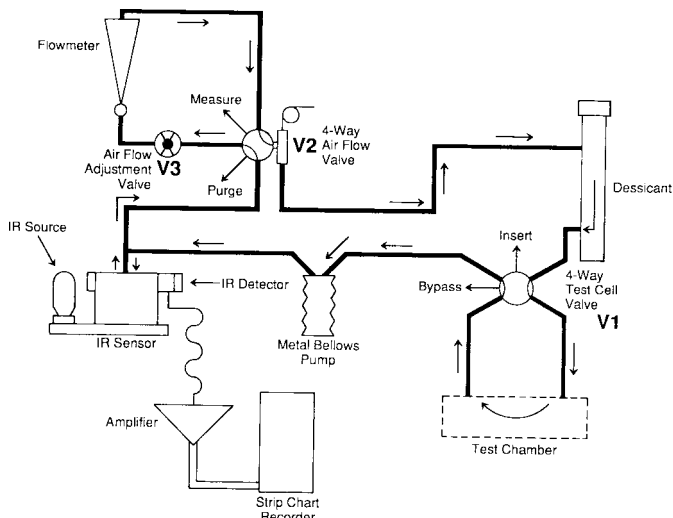 Flowmeter
Measure
V2
4-Way
Air Flow
Valve
Air Flow
Adjustment
Valve
V3
Purge
Dessicant
IR Source
Insert
Bypass
4-Way
Test Cell
Valve
V1
IR Detector
IR Sensor
Metal Bellows
Pump
Amplifier
Test Chamber
Strip Chart
Recorder